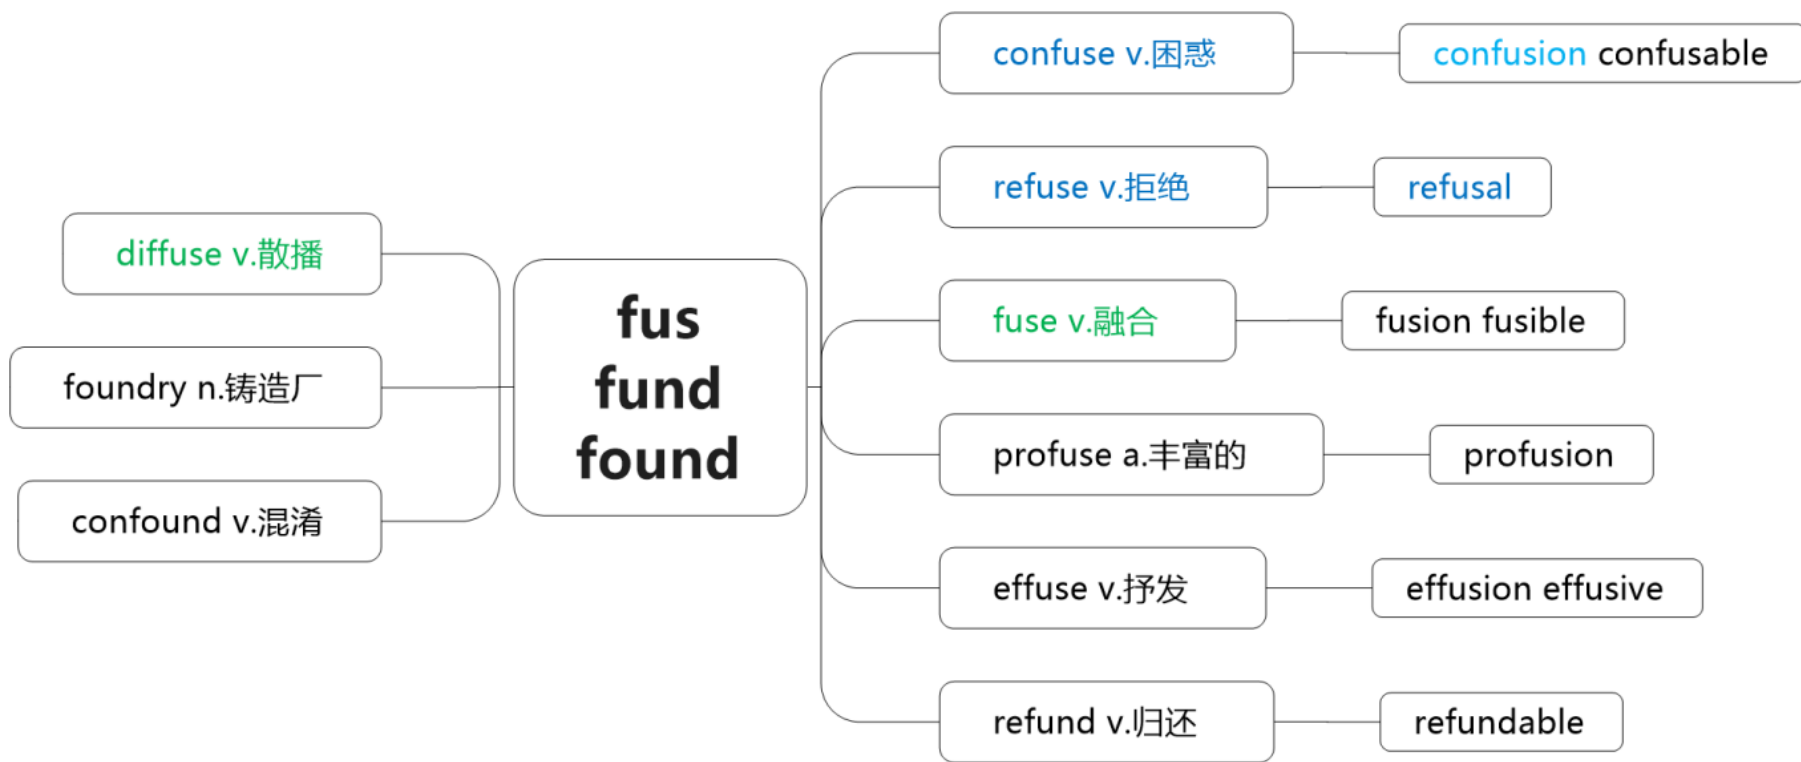 diffuse v.散播
foundry n.铸造厂
confound v.混淆
fus
fund
found
confuse v.困惑
confusion confusable
refuse v.拒绝
refusal
fuse v.融合
fusion fusible
profuse a.丰富的
profusion
effuse v.抒发
effusion effusive
refund v.归还
refundable